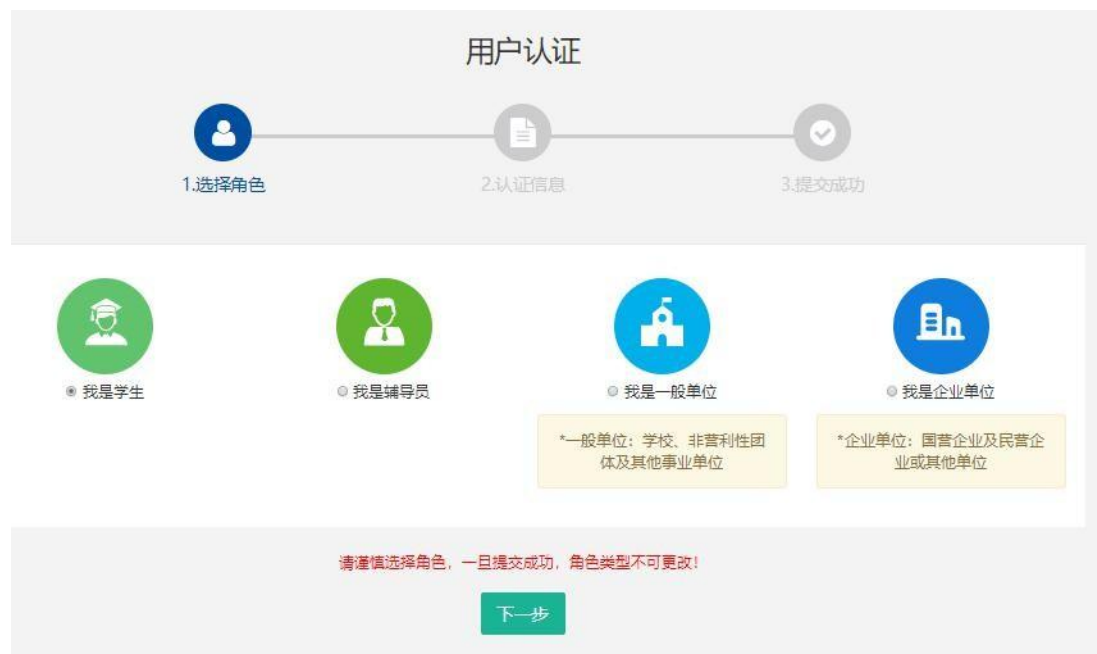 用户认证
1.选择角色
2.认证信息
3.提交成功
我是学生
我是辅导员
我是一般单位
我是企业单位
*一般单位：学校、非营利性团
体及其他事业单位
*企业单位：国营企业及民营企
业或其他单位
请谨慎选择角色，一旦提交成功，角色类型不可更改！
下一步